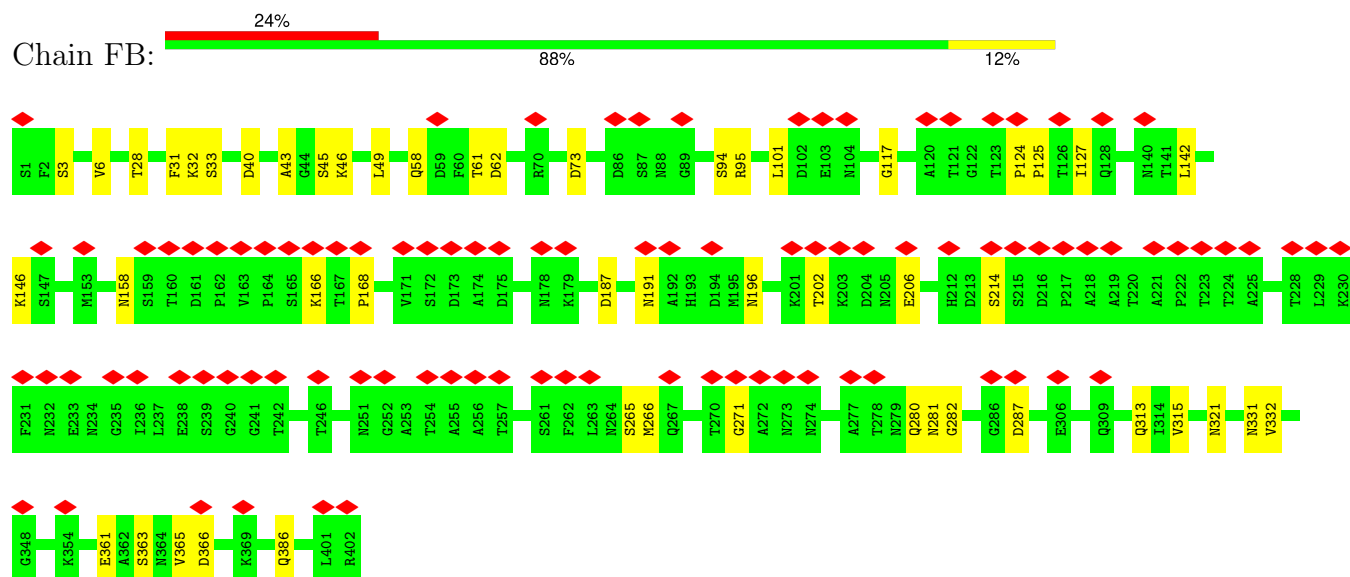 24%
Chain FB:
88% 12%
S1 F2 S3 V6 T28 F31 K32 S33 D40 A43 G44 S45 K46 L49 Q58 D59 F60 T61 D62 R70 D73 D86 S87 N88 G89 S94 R95 L101 D102 E103 N104 G117 A120 T121 G122 T123 P124 P125 T126 I127 Q128 N140 T141 L142
K146 S147 M153 N158 S159 T160 D161 P162 V163 P164 S165 K166 T167 P168 V171 S172 D173 A174 D175 N178 K179 D187 N191 A192 H193 D194 M195 N196 K201 T202 K203 D204 N205 E206 H212 D213 S214 S215 D216 P217 A218 A219 T220 A221 P222 T223 T224 A225 T228 L229 K230
F231 N232 E233 N234 G235 I236 L237 E238 S239 G240 G241 T242 T246 N251 G252 A253 T254 A255 A256 T257 S261 F262 L263 N264 S265 M266 Q267 T270 G271 A272 N273 N274 A277 T278 N279 Q280 N281 G282 G286 D287 E306 Q309 Q313 I314 V315 N321 N331 V332
G348 K354 E361 A362 S363 N364 V365 D366 K369 Q386 L401 R402